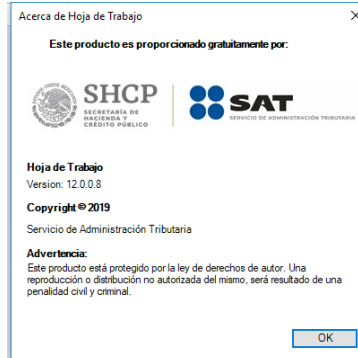 Acerca de Hoja de Trabajo
Este producto es proporcionado gratuitamente por:
SHCP
SECRETARÍA DE
HACIENDA Y
CRÉDITO PÚBLICO
SAT
SERVICIO DE ADMINISTRACIÓN TRIBUTARIA
Hoja de Trabajo
Version: 12.0.0.8
Copyright © 2019
Servicio de Administración Tributaria
Advertencia:
Este producto está protegido por la ley de derechos de autor. Una
reproducción o distribución no autorizada del mismo, será resultado de una
penalidad civil y criminal.
OK